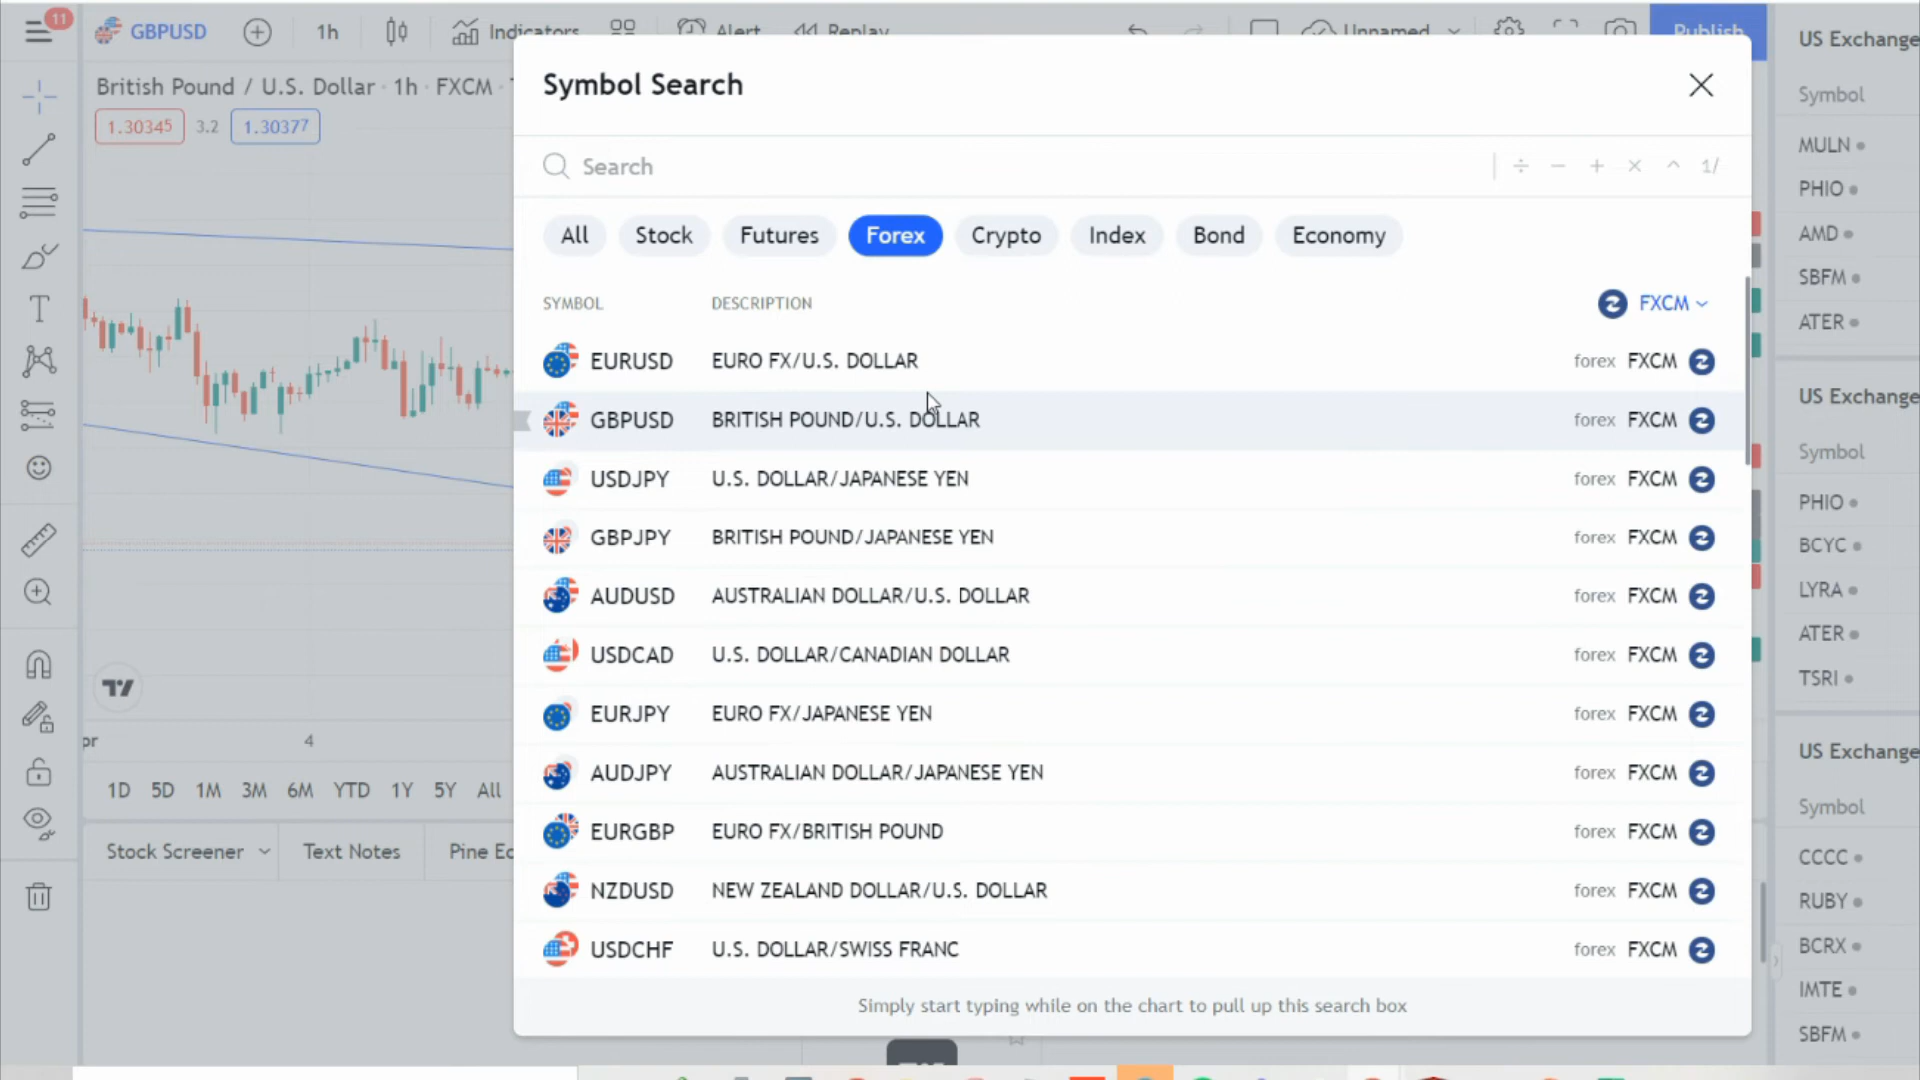 11
GBPUSD
1h
Indicators
Alert
Replay
Unnamed
Publish
British Pound / U.S. Dollar · 1h · FXCM ·
1.30345
3.2
1.30377
4
1D 5D 1M 3M 6M YTD 1Y 5Y All
Stock Screener
Text Notes
Pine
Symbol Search
Search
÷ − + × ^ 1/
All
Stock
Futures
Forex
Crypto
Index
Bond
Economy
SYMBOL DESCRIPTION FXCM
EURUSD EURO FX/U.S. DOLLAR forex FXCM
GBPUSD BRITISH POUND/U.S. DOLLAR forex FXCM
USDJPY U.S. DOLLAR/JAPANESE YEN forex FXCM
GBPJPY BRITISH POUND/JAPANESE YEN forex FXCM
AUDUSD AUSTRALIAN DOLLAR/U.S. DOLLAR forex FXCM
USDCAD U.S. DOLLAR/CANADIAN DOLLAR forex FXCM
EURJPY EURO FX/JAPANESE YEN forex FXCM
AUDJPY AUSTRALIAN DOLLAR/JAPANESE YEN forex FXCM
EURGBP EURO FX/BRITISH POUND forex FXCM
NZDUSD NEW ZEALAND DOLLAR/U.S. DOLLAR forex FXCM
USDCHF U.S. DOLLAR/SWISS FRANC forex FXCM
Simply start typing while on the chart to pull up this search box
US Exchange
Symbol
MULN
PHIO
AMD
SBFM
ATER
US Exchange
Symbol
PHIO
BCYC
LYRA
ATER
TSRI
US Exchange
Symbol
CCCC
RUBY
BCRX
IMTE
SBFM